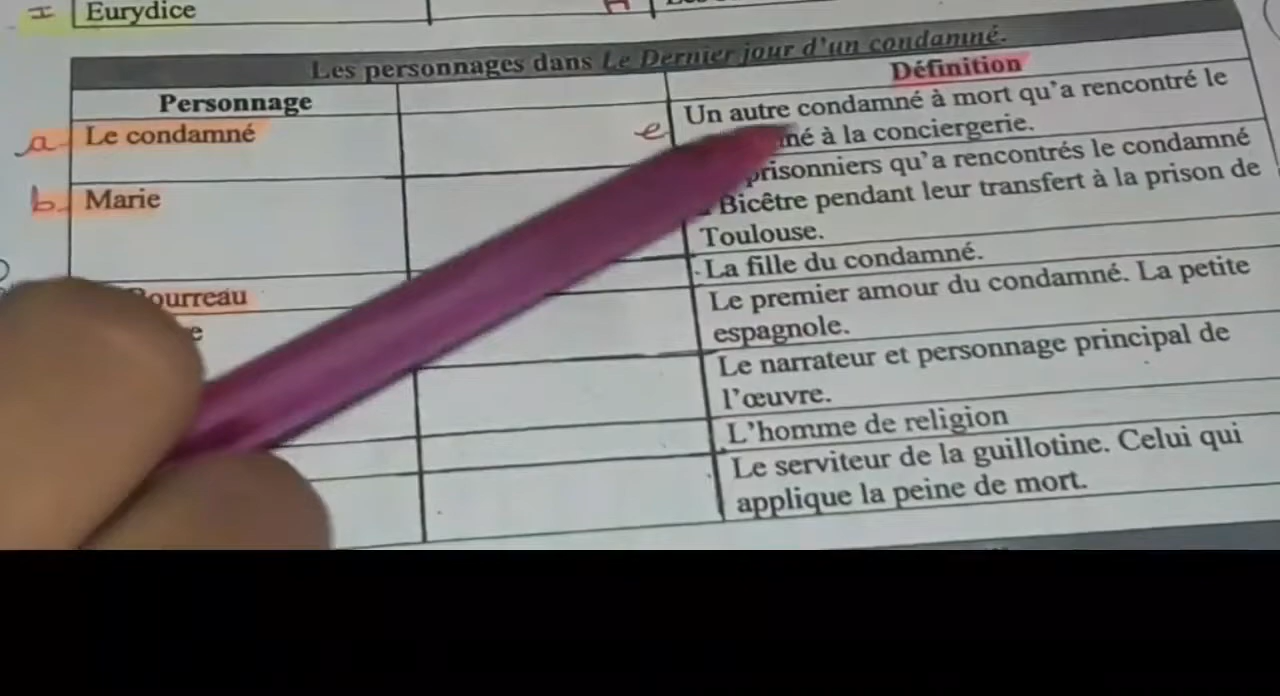 I Eurydice
Les personnages dans Le Dernier jour d'un condamné.
Personnage
Définition
a- Le condamné
b- Marie
ourreau
e
e Un autre condamné à mort qu'a rencontré le
né à la conciergerie.
prisonniers qu'a rencontrés le condamné
Bicêtre pendant leur transfert à la prison de
Toulouse.
La fille du condamné.
Le premier amour du condamné. La petite
espagnole.
Le narrateur et personnage principal de
l'œuvre.
L'homme de religion
Le serviteur de la guillotine. Celui qui
applique la peine de mort.